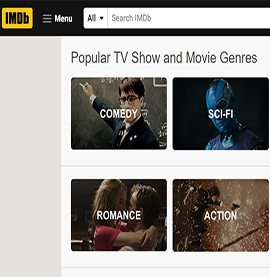 IMDb Menu All Search IMDb
Popular TV Show and Movie Genres
COMEDY SCI-FI
ROMANCE ACTION